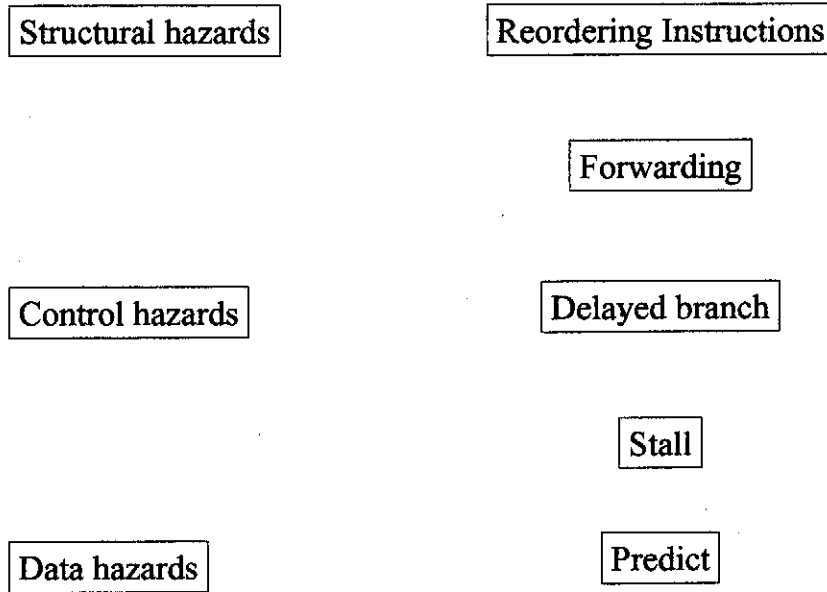 Structural hazards
Reordering Instructions
Forwarding
Control hazards
Delayed branch
Stall
Data hazards
Predict